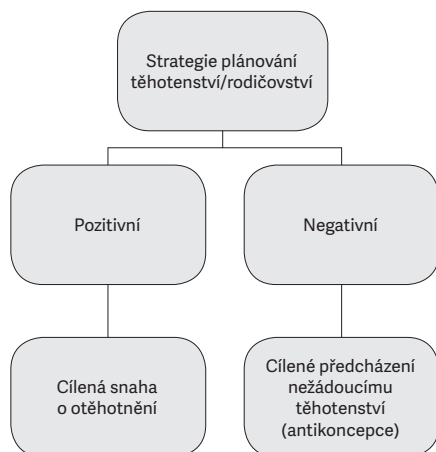 Strategie plánování
těhotenství/rodičovství
Pozitivní
Negativní
Cílená snaha
o otěhotnění
Cílené předcházení
nežádoucímu
těhotenství
(antikoncepce)